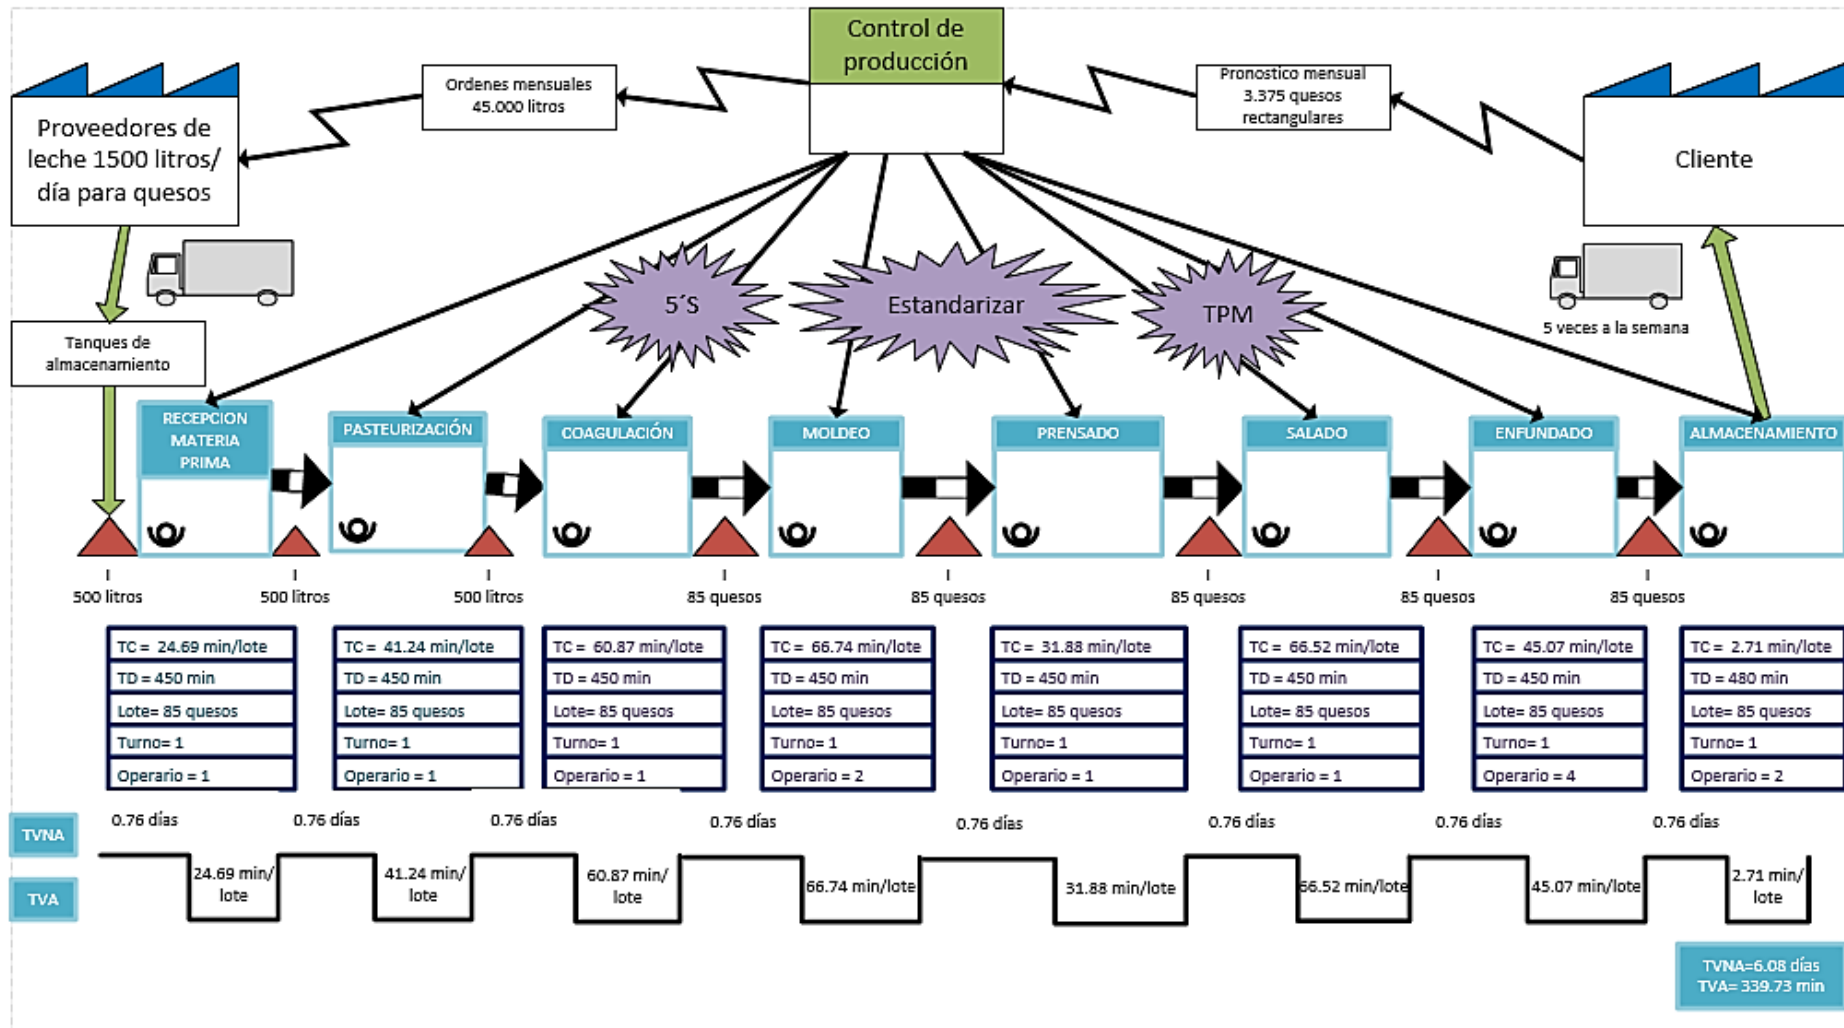 Control de
producción
Ordenes mensuales
45.000 litros
Pronostico mensual
3.375 quesos
rectangulares
Proveedores de
leche 1500 litros/
día para quesos
Cliente
5´S
Estandarizar
TPM
5 veces a la semana
Tanques de
almacenamiento
RECEPCION
MATERIA
PRIMA
PASTEURIZACIÓN
COAGULACIÓN
MOLDEO
PRENSADO
SALADO
ENFUNDADO
ALMACENAMIENTO
500 litros
500 litros
500 litros
85 quesos
85 quesos
85 quesos
85 quesos
85 quesos
TC = 24.69 min/lote
TD = 450 min
Lote= 85 quesos
Turno= 1
Operario = 1
TC = 41.24 min/lote
TD = 450 min
Lote= 85 quesos
Turno= 1
Operario = 1
TC = 60.87 min/lote
TD = 450 min
Lote= 85 quesos
Turno= 1
Operario = 1
TC = 66.74 min/lote
TD = 450 min
Lote= 85 quesos
Turno= 1
Operario = 2
TC = 31.88 min/lote
TD = 450 min
Lote= 85 quesos
Turno= 1
Operario = 1
TC = 66.52 min/lote
TD = 450 min
Lote= 85 quesos
Turno= 1
Operario = 1
TC = 45.07 min/lote
TD = 450 min
Lote= 85 quesos
Turno= 1
Operario = 4
TC = 2.71 min/lote
TD = 480 min
Lote= 85 quesos
Turno= 1
Operario = 2
TVNA
0.76 días
0.76 días
0.76 días
0.76 días
0.76 días
0.76 días
0.76 días
0.76 días
TVA
24.69 min/
lote
41.24 min/
lote
60.87 min/
lote
66.74 min/lote
31.88 min/lote
66.52 min/lote
45.07 min/lote
2.71 min/
lote
TVNA=6.08 días
TVA= 339.73 min